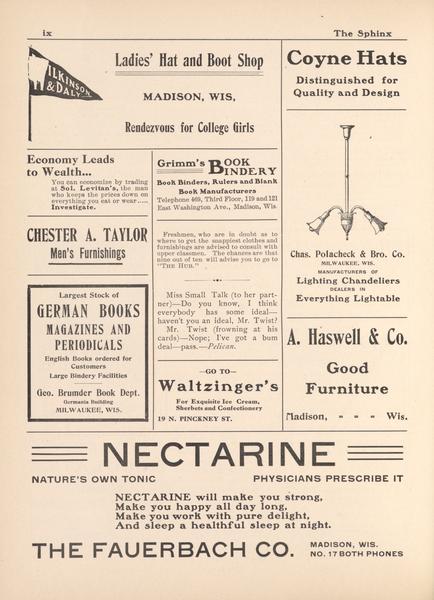 ix
The Sphinx
WILKINSON
& DALY
Ladies' Hat and Boot Shop
MADISON, WIS,
Rendezvous for College Girls
Economy Leads
to Wealth...
You can economize by trading
at Sol. Levitan's, the man
who keeps the prices down on
everything you eat or wear.....
Investigate.
CHESTER A. TAYLOR
Men's Furnishings
Largest Stock of
GERMAN BOOKS
MAGAZINES AND
PERIODICALS
English Books ordered for
Customers
Large Bindery Facilities
Geo. Brumder Book Dept.
Germania Building
MILWAUKEE, WIS.
Grimm's BOOK
BINDERY
Book Binders, Rulers and Blank
Book Manufacturers
Telephone 469, Third Floor, 119 and 121
East Washington Ave., Madison, Wis.
Freshmen, who are in doubt as to
where to get the snappiest clothes and
furnishings are advised to consult with
upper classmen. The chances are that
nine out of ten will advise you to go to
"THE HUB."
Miss Small Talk (to her part-
ner)—Do you know, I think
everybody has some ideal—
haven't you an ideal, Mr. Twist?
Mr. Twist (frowning at his
cards)—Nope; I've got a bum
deal—pass.—Pelican.
—GO TO—
Waltzinger's
For Exquisite Ice Cream,
Sherbets and Confectionery
19 N. PINCKNEY ST.
Coyne Hats
Distinguished for
Quality and Design
Chas. Polacheck & Bro. Co.
MILWAUKEE, WIS.
MANUFACTURERS OF
Lighting Chandeliers
DEALERS IN
Everything Lightable
A. Haswell & Co.
Good
Furniture
Madison, " " " Wis.
NECTARINE
NATURE'S OWN TONIC
PHYSICIANS PRESCRIBE IT
NECTARINE will make you strong,
Make you happy all day long,
Make you work with pure delight,
And sleep a healthful sleep at night.
THE FAUERBACH CO.
MADISON, WIS.
NO. 17 BOTH PHONES